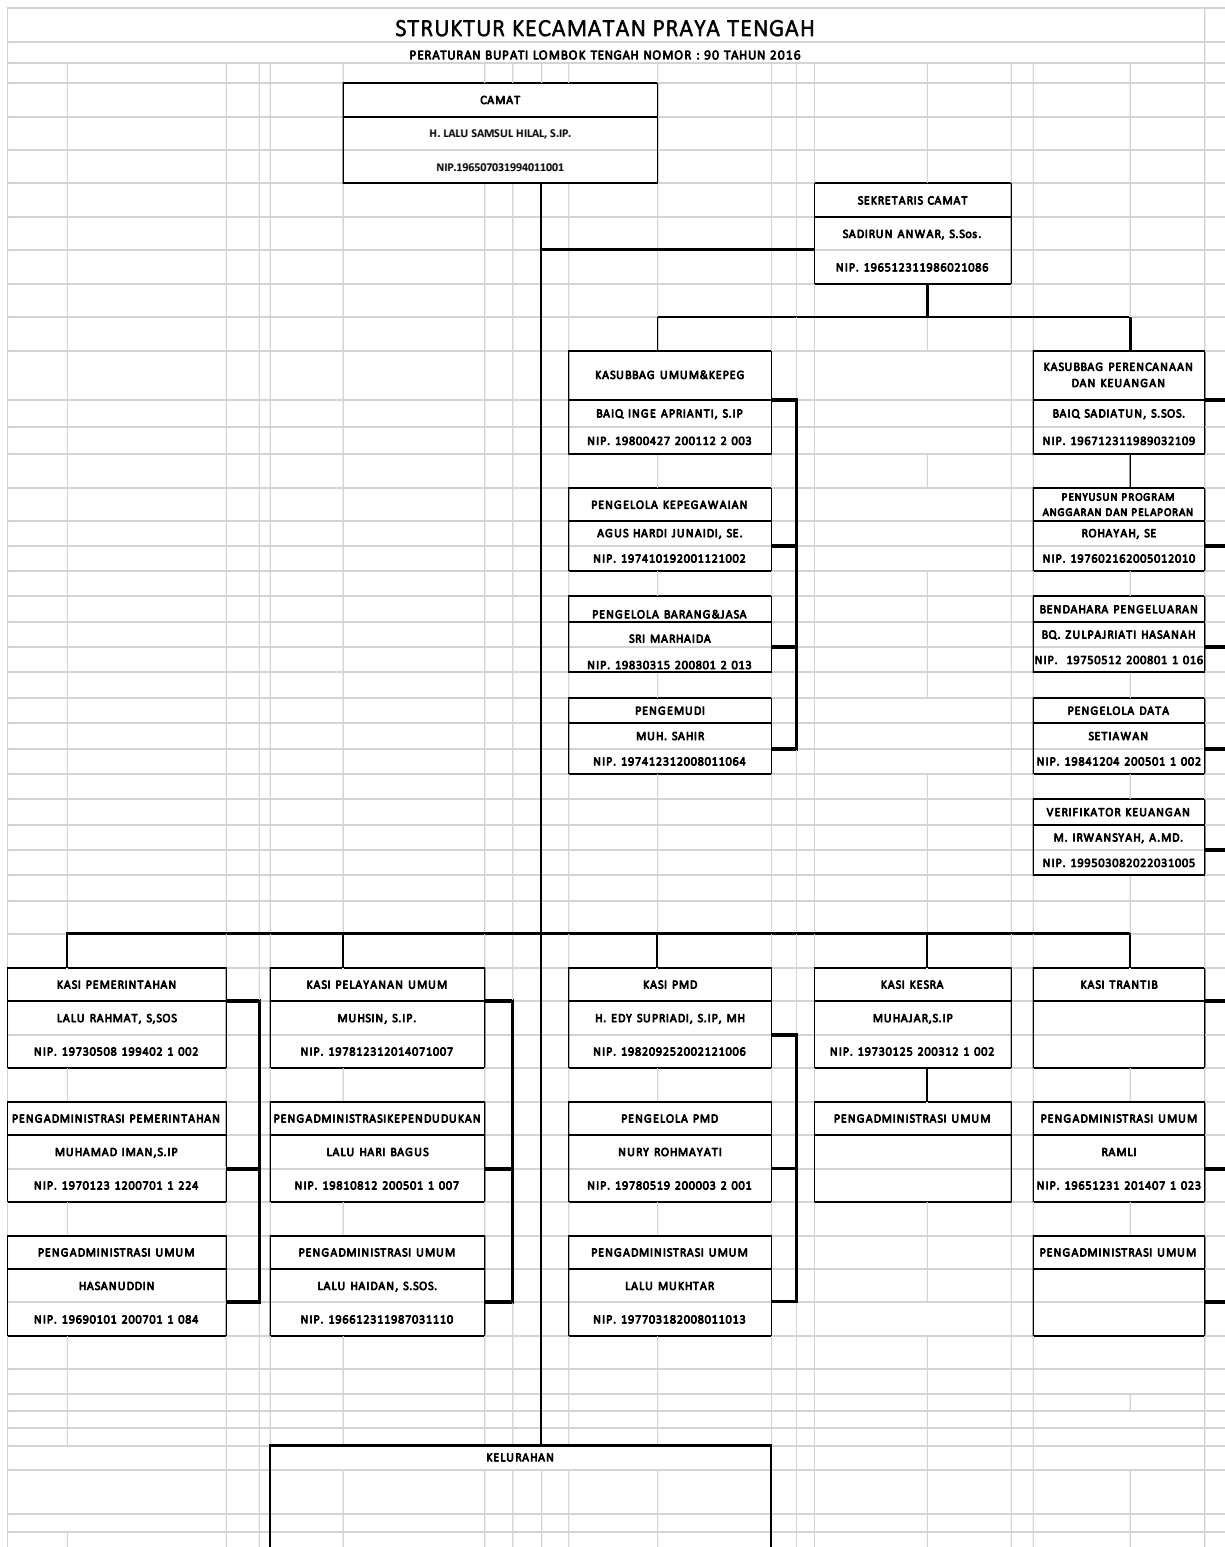 STRUKTUR KECAMATAN PRAYA TENGAH
PERATURAN BUPATI LOMBOK TENGAH NOMOR : 90 TAHUN 2016
CAMAT
H. LALU SAMSUL HILAL, S.IP.
NIP.196507031994011001
SEKRETARIS CAMAT
SADIRUN ANWAR, S.Sos.
NIP. 196512311986021086
KASUBBAG UMUM&KEPEG
BAIQ INGE APRIANTI, S.IP
NIP. 19800427 200112 2 003
KASUBBAG PERENCANAAN
DAN KEUANGAN
BAIQ SADIATUN, S.SOS.
NIP. 196712311989032109
PENGELOLA KEPEGAWAIAN
AGUS HARDI JUNAIDI, SE.
NIP. 197410192001121002
PENYUSUN PROGRAM
ANGGARAN DAN PELAPORAN
ROHAYAH, SE
NIP. 197602162005012010
PENGELOLA BARANG&JASA
SRI MARHAIDA
NIP. 19830315 200801 2 013
BENDAHARA PENGELUARAN
BQ. ZULPAJRIATI HASANAH
NIP. 19750512 200801 1 016
PENGEMUDI
MUH. SAHIR
NIP. 197412312008011064
PENGELOLA DATA
SETIAWAN
NIP. 19841204 200501 1 002
VERIFIKATOR KEUANGAN
M. IRWANSYAH, A.MD.
NIP. 199503082022031005
KASI PEMERINTAHAN
LALU RAHMAT, S,SOS
NIP. 19730508 199402 1 002
KASI PELAYANAN UMUM
MUHSIN, S.IP.
NIP. 197812312014071007
KASI PMD
H. EDY SUPRIADI, S.IP, MH
NIP. 198209252002121006
KASI KESRA
MUHAJAR,S.IP
NIP. 19730125 200312 1 002
KASI TRANTIB
PENGADMINISTRASI PEMERINTAHAN
MUHAMAD IMAN,S.IP
NIP. 1970123 1200701 1 224
PENGADMINISTRASIKEPENDUDUKAN
LALU HARI BAGUS
NIP. 19810812 200501 1 007
PENGELOLA PMD
NURY ROHMAYATI
NIP. 19780519 200003 2 001
PENGADMINISTRASI UMUM
PENGADMINISTRASI UMUM
RAMLI
NIP. 19651231 201407 1 023
PENGADMINISTRASI UMUM
HASANUDDIN
NIP. 19690101 200701 1 084
PENGADMINISTRASI UMUM
LALU HAIDAN, S.SOS.
NIP. 196612311987031110
PENGADMINISTRASI UMUM
LALU MUKHTAR
NIP. 197703182008011013
PENGADMINISTRASI UMUM
KELURAHAN